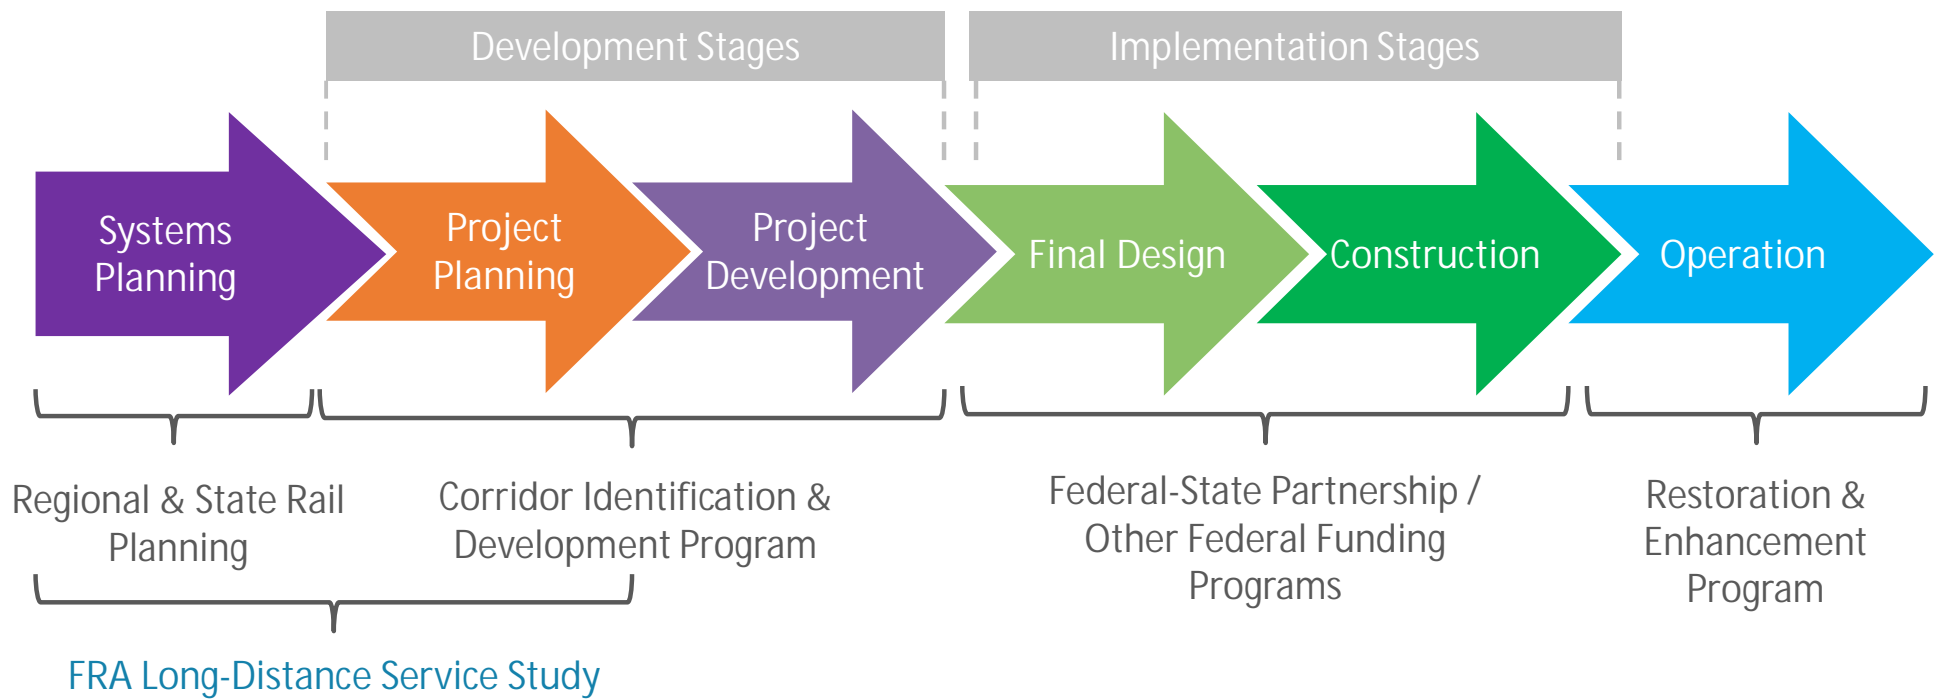 Development Stages
Implementation Stages
Systems
Planning
Project
Planning
Project
Development
Final Design
Construction
Operation
Regional & State Rail
Planning
Corridor Identification &
Development Program
Federal-State Partnership /
Other Federal Funding
Programs
Restoration &
Enhancement
Program
FRA Long-Distance Service Study